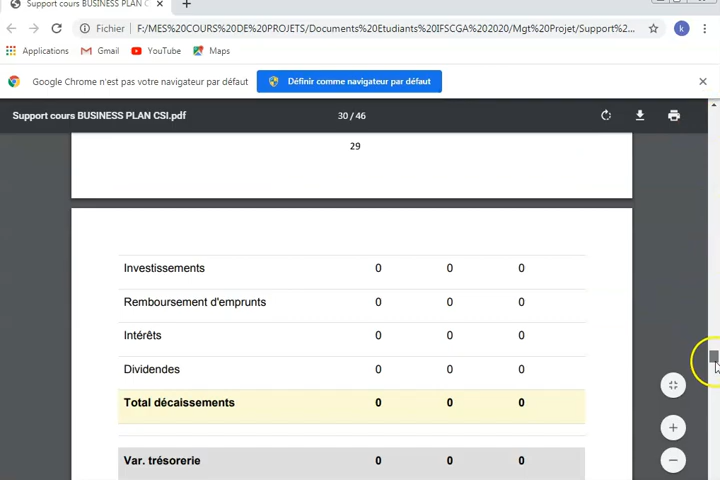 Support cours BUSINESS PLAN C
Fichier F:/MES%20COURS%20DE%20PROJETS/Documents%20Etudiants%20IFSCGA%202020/Mgt%20Projet/Support%2... k
Applications Gmail YouTube Maps
Google Chrome n'est pas votre navigateur par défaut Définir comme navigateur par défaut
Support cours BUSINESS PLAN CSI.pdf 30 / 46
29
Investissements 0 0 0
Remboursement d'emprunts 0 0 0
Intérêts 0 0 0
Dividendes 0 0 0
Total décaissements 0 0 0
Var. trésorerie 0 0 0